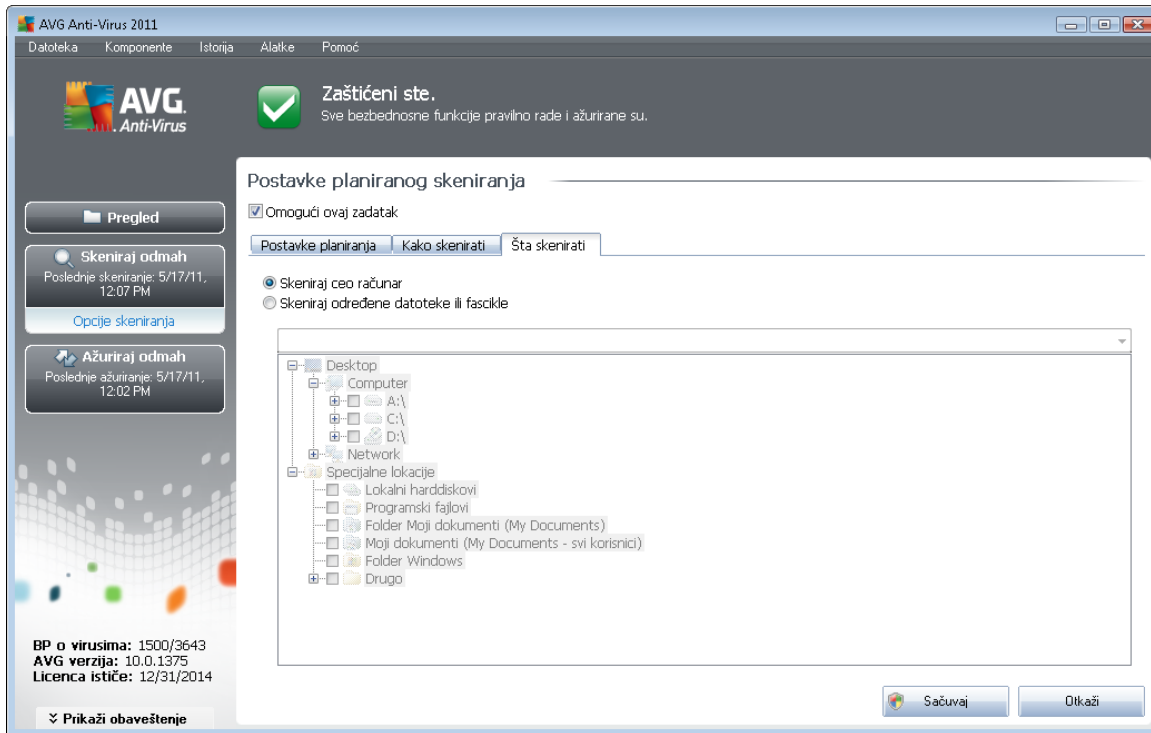 AVG Anti-Virus 2011
Datoteka Komponente Istorija Alatke Pomoć
AVG.
Anti-Virus
Zaštićeni ste.
Sve bezbednosne funkcije pravilno rade i ažurirane su.
Pregled
Skeniraj odmah
Poslednje skeniranje: 5/17/11,
12:07 PM
Opcije skeniranja
Ažuriraj odmah
Poslednje ažuriranje: 5/17/11,
12:02 PM
BP o virusima: 1500/3643
AVG verzija: 10.0.1375
Licenca ističe: 12/31/2014
Prikaži obaveštenje
Postavke planiranog skeniranja
Omogući ovaj zadatak
Postavke planiranja Kako skenirati Šta skenirati
Skeniraj ceo računar
Skeniraj određene datoteke ili fascikle
Desktop
Computer
A:\
C:\
D:\
Network
Specijalne lokacije
Lokalni harddiskovi
Programski fajlovi
Folder Moji dokumenti (My Documents)
Moji dokumenti (My Documents - svi korisnici)
Folder Windows
Drugo
Sačuvaj Otkaži